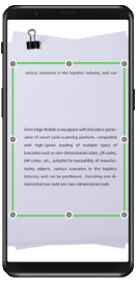 various scenarios in the logistics industry, and can
Urovo Edge Mobile is equipped with the latest gener-
ation of smart code scanning platform, compatible
with high-speed reading of multiple types of
barcodes such as one-dimensional codes, 2D codes,
DM codes, etc., suitable for traceability of manufac-
turing objects, various scenarios in the logistics
industry, and can be positioned . Decoding one-di-
mensional bar code and two-dimensional code.